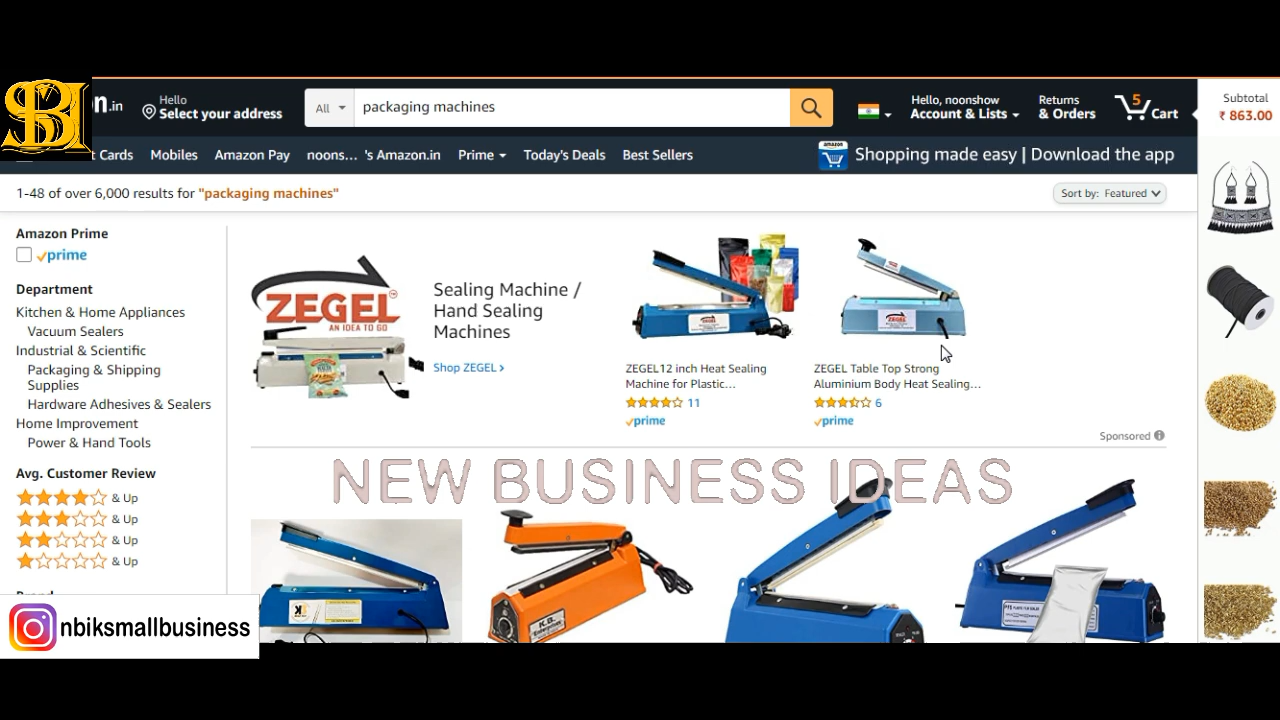 SBI
n.in
Hello
Select your address
All
packaging machines
Hello, noonshow
Account & Lists
Returns
& Orders
5
Cart
Subtotal
₹ 863.00
t Cards
Mobiles
Amazon Pay
noons... 's Amazon.in
Prime
Today's Deals
Best Sellers
amazon
Shopping made easy | Download the app
1-48 of over 6,000 results for "packaging machines"
Sort by: Featured
Amazon Prime
prime
Department
Kitchen & Home Appliances
Vacuum Sealers
Industrial & Scientific
Packaging & Shipping
Supplies
Hardware Adhesives & Sealers
Home Improvement
Power & Hand Tools
Avg. Customer Review
& Up
& Up
& Up
& Up
Brand
ZEGEL™
AN IDEA TO GO
Sealing Machine /
Hand Sealing
Machines
Shop ZEGEL ›
ZEGEL
ZEGEL12 inch Heat Sealing
Machine for Plastic...
11
prime
ZEGEL
ZEGEL Table Top Strong
Aluminium Body Heat Sealing...
6
prime
Sponsored
NEW BUSINESS IDEAS
K.B.
nbiksmallbusiness